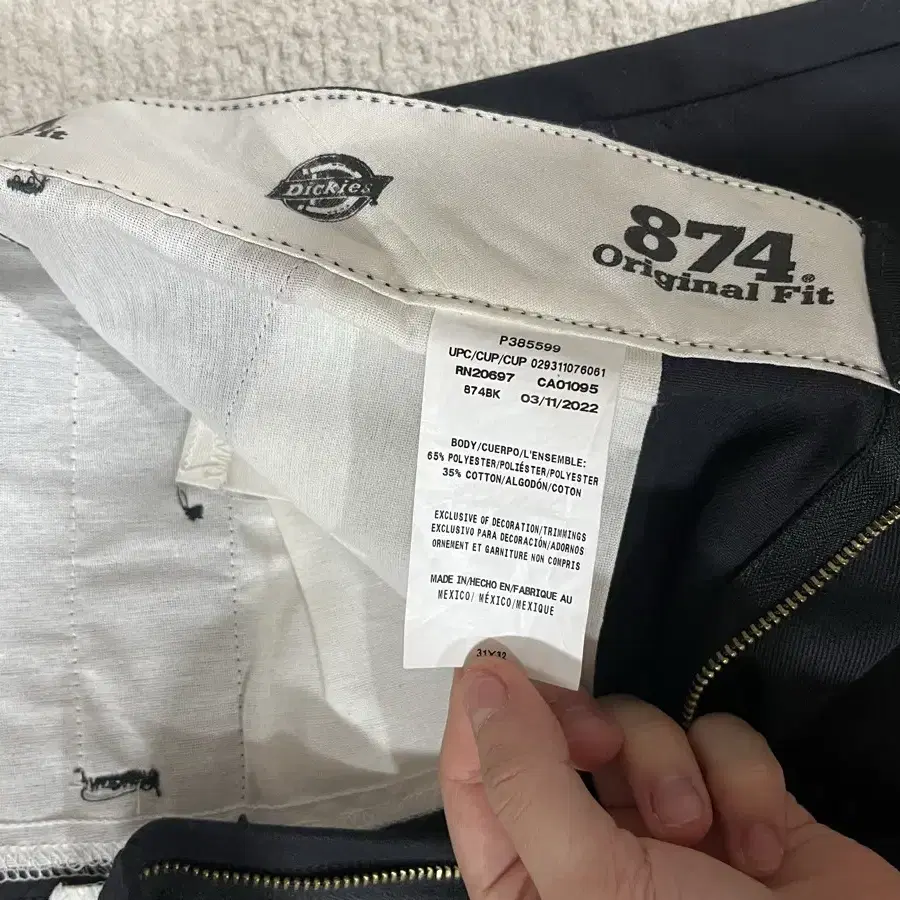 Fit
Dickies
874®
Original Fit
P385599
UPC/CUP/CUP 029311076061
RN20697 CA01095
874BK 03/11/2022
BODY/CUERPO/L'ENSEMBLE:
65% POLYESTER/POLIÉSTER/POLYESTER
35% COTTON/ALGODÓN/COTON
EXCLUSIVE OF DECORATION/TRIMMINGS
EXCLUSIVO PARA DECORACIÓN/ADORNOS
ORNEMENT ET GARNITURE NON COMPRIS
MADE IN/HECHO EN/FABRIQUE AU
MEXICO/ MÉXICO/MEXIQUE
31X32